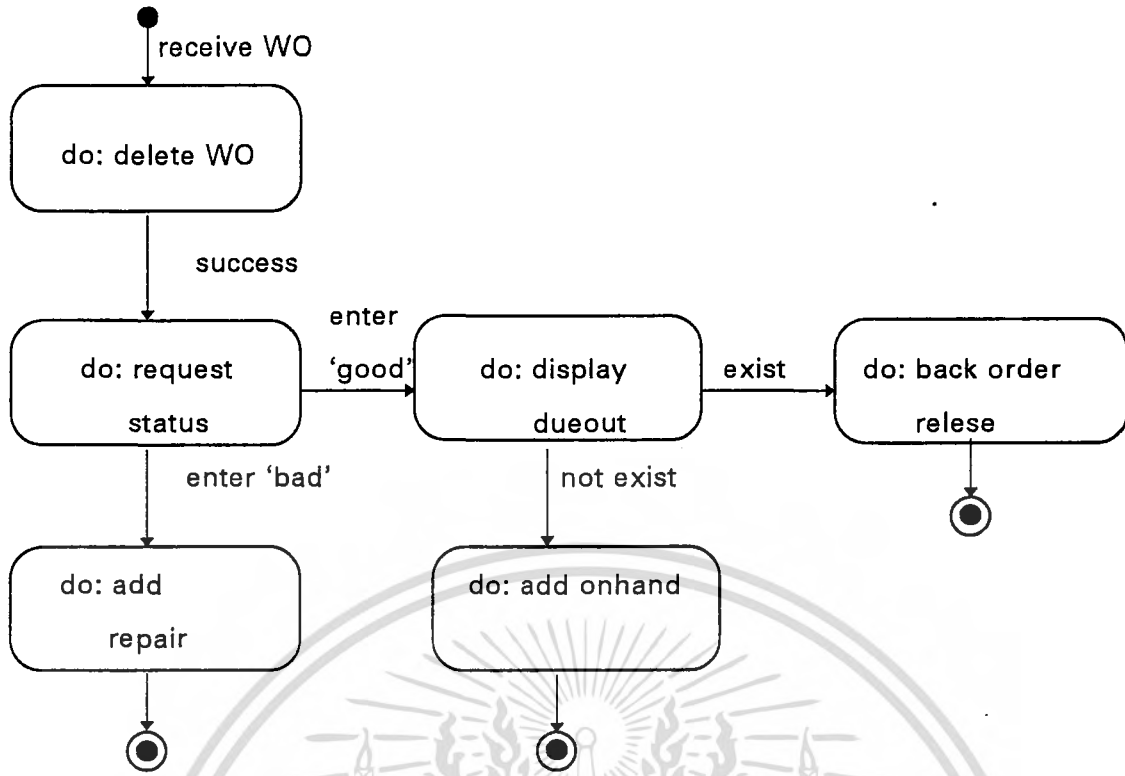 receive WO
do: delete WO
success
enter
‘good’
do: request
status
do: display
dueout
exist
do: back order
relese
enter ‘bad’
not exist
do: add
repair
do: add onhand